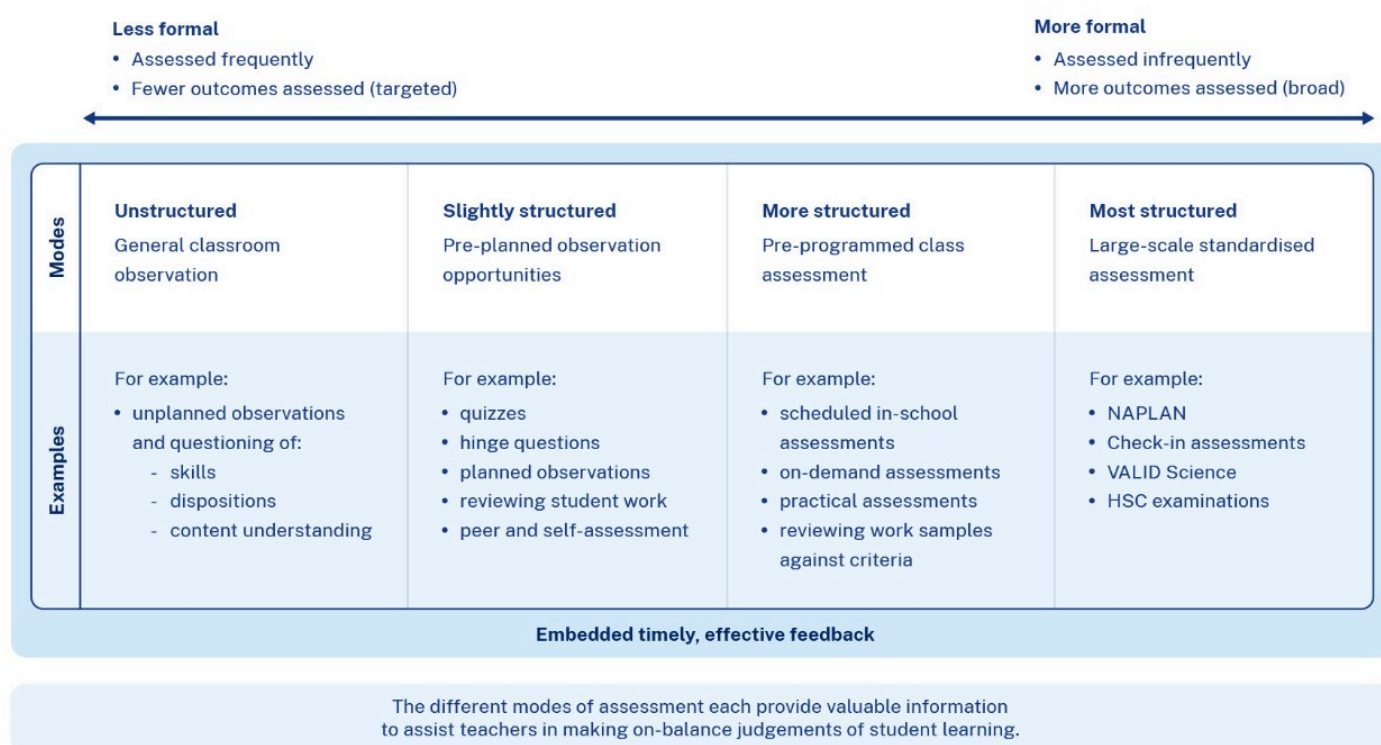 Less formal
• Assessed frequently
• Fewer outcomes assessed (targeted)
More formal
• Assessed infrequently
• More outcomes assessed (broad)
Modes
Unstructured
General classroom
observation
Slightly structured
Pre-planned observation
opportunities
More structured
Pre-programmed class
assessment
Most structured
Large-scale standardised
assessment
Examples
For example:
• unplanned observations
and questioning of:
- skills
- dispositions
- content understanding
For example:
• quizzes
• hinge questions
• planned observations
• reviewing student work
• peer and self-assessment
For example:
• scheduled in-school
assessments
• on-demand assessments
• practical assessments
• reviewing work samples
against criteria
For example:
• NAPLAN
• Check-in assessments
• VALID Science
• HSC examinations
Embedded timely, effective feedback
The different modes of assessment each provide valuable information
to assist teachers in making on-balance judgements of student learning.